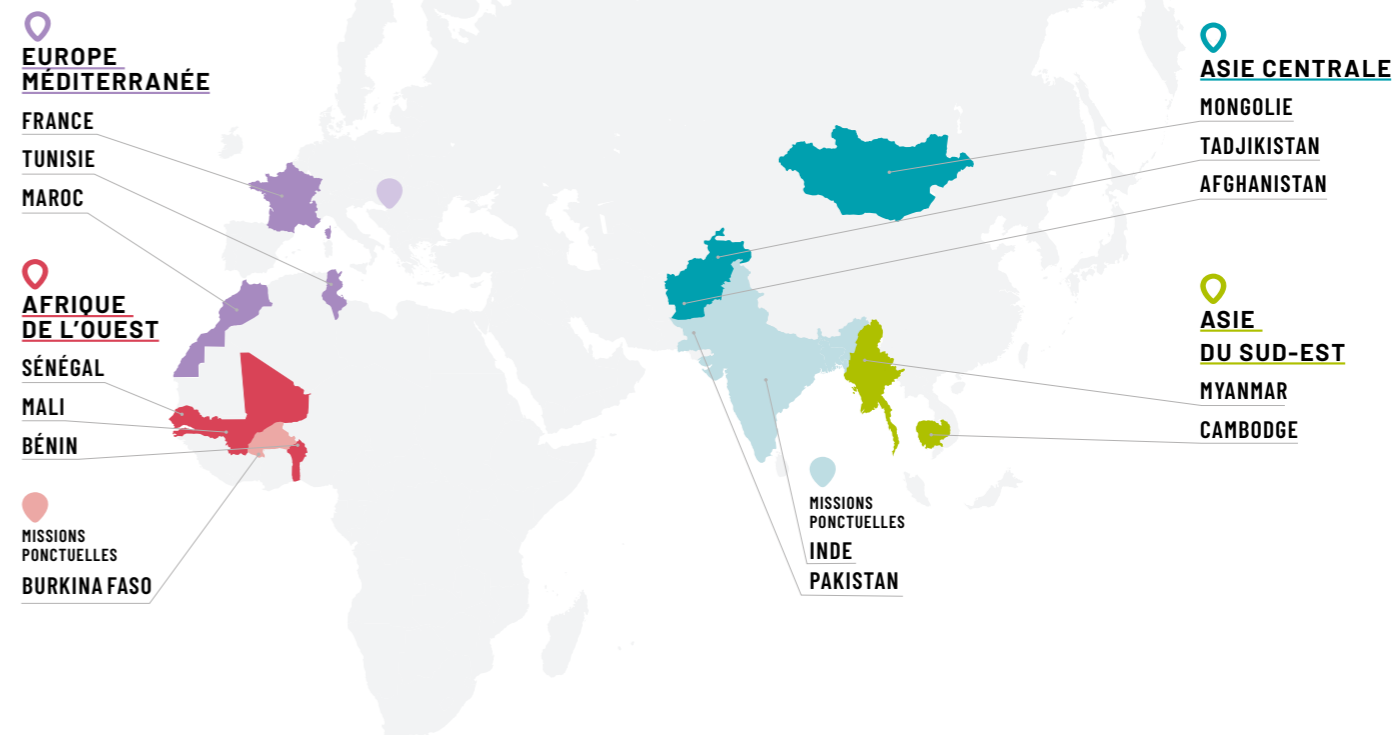 EUROPE
MÉDITERRANÉE
FRANCE
TUNISIE
MAROC
AFRIQUE
DE L'OUEST
SÉNÉGAL
MALI
BÉNIN
MISSIONS
PONCTUELLES
BURKINA FASO
MISSIONS
PONCTUELLES
INDE
PAKISTAN
ASIE CENTRALE
MONGOLIE
TADJIKISTAN
AFGHANISTAN
ASIE
DU SUD-EST
MYANMAR
CAMBODGE